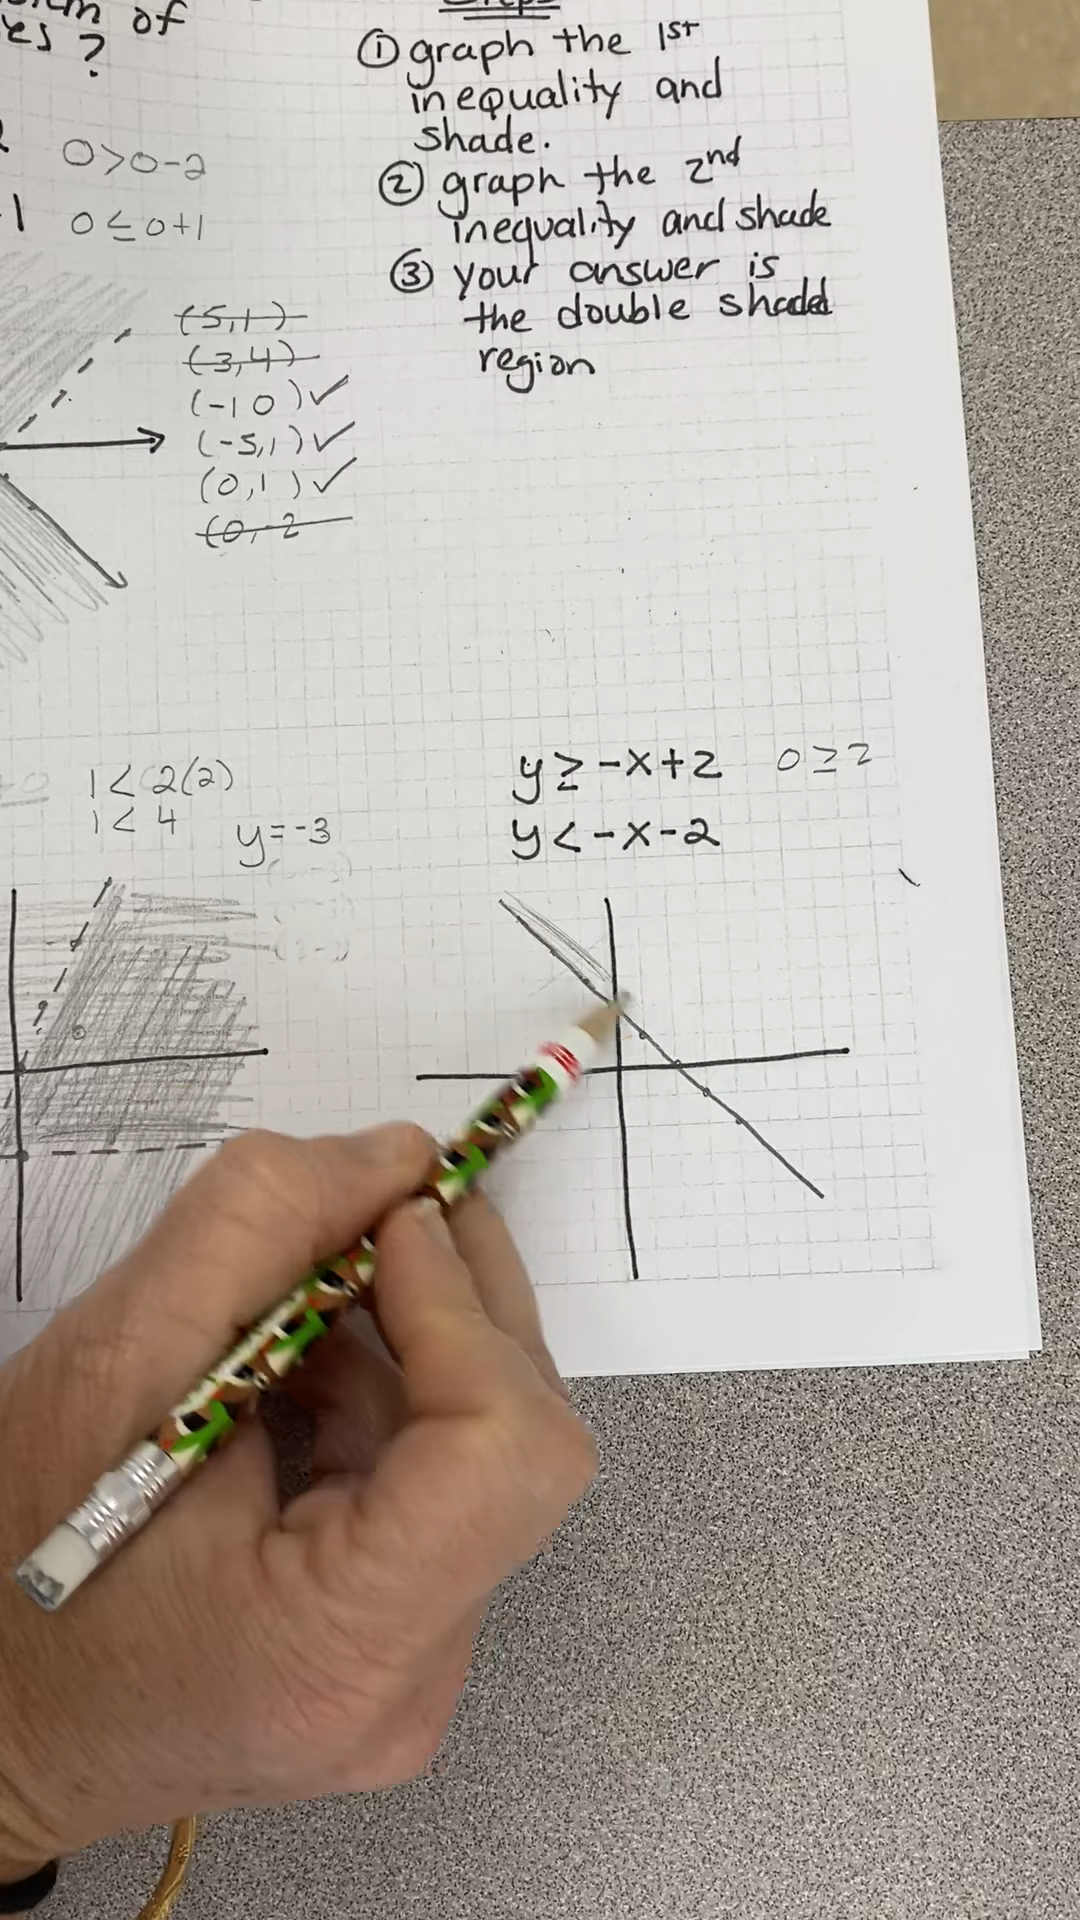 of
?
① graph the 1st
inequality and
shade.
② graph the 2nd
inequality and shade
③ your answer is
the double shaded
region
0>0-2
1 0≤0+1
(5,1)
(3,4)
(-1 0)✓
(-5,1)✓
(0,1)✓
(0,-2
1<2(2)
1<4
y=-3
y≥-x+2 0≥2
y<-x-2